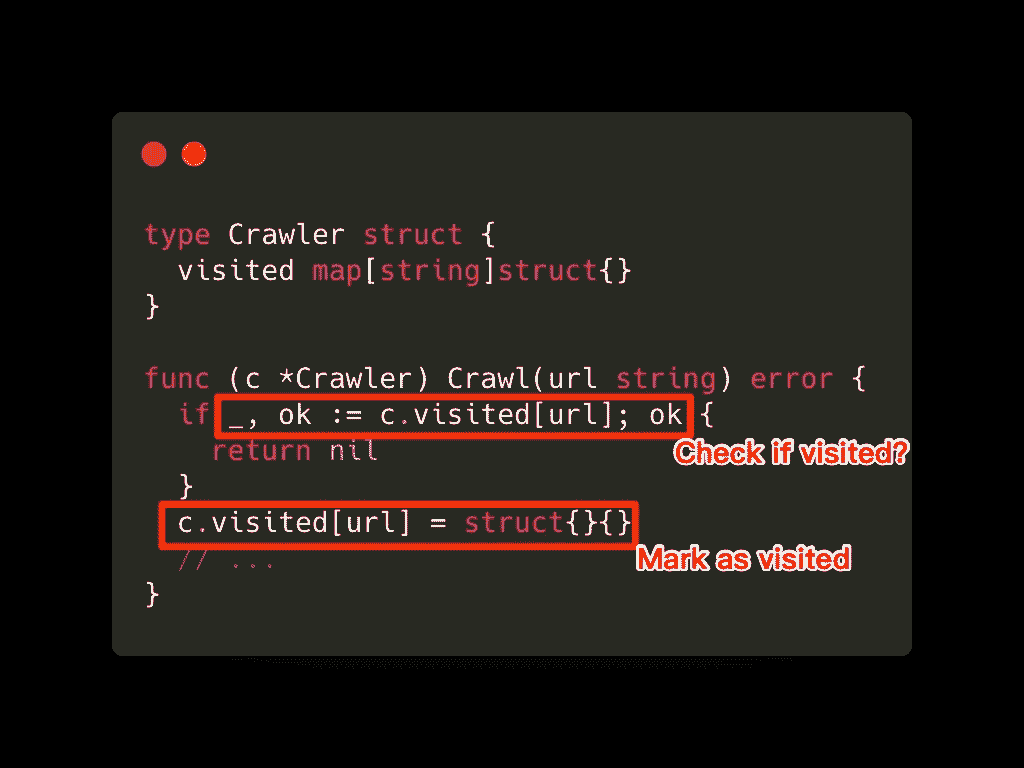 type Crawler struct {
  visited map[string]struct{}
}

func (c *Crawler) Crawl(url string) error {
  if _, ok := c.visited[url]; ok {
    return nil
Check if visited?
  }
  c.visited[url] = struct{}{}
Mark as visited
  // ...
}